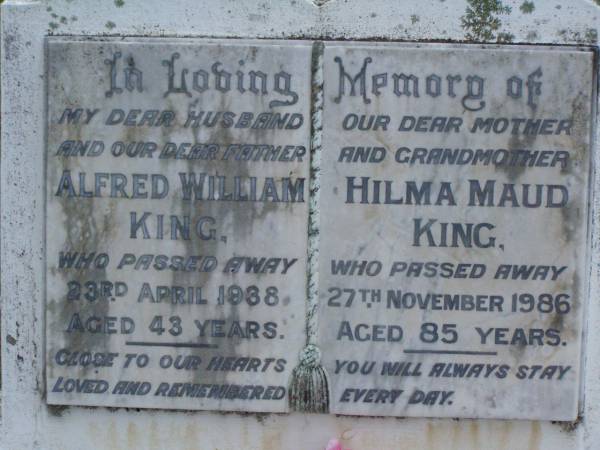 In Loving Memory of
MY DEAR HUSBAND
AND OUR DEAR FATHER
ALFRED WILLIAM
KING,
WHO PASSED AWAY
23RD APRIL 1938
AGED 43 YEARS.
CLOSE TO OUR HEARTS
LOVED AND REMEMBERED
OUR DEAR MOTHER
AND GRANDMOTHER
HILMA MAUD
KING,
WHO PASSED AWAY
27TH NOVEMBER 1986
AGED 85 YEARS.
YOU WILL ALWAYS STAY
EVERY DAY.